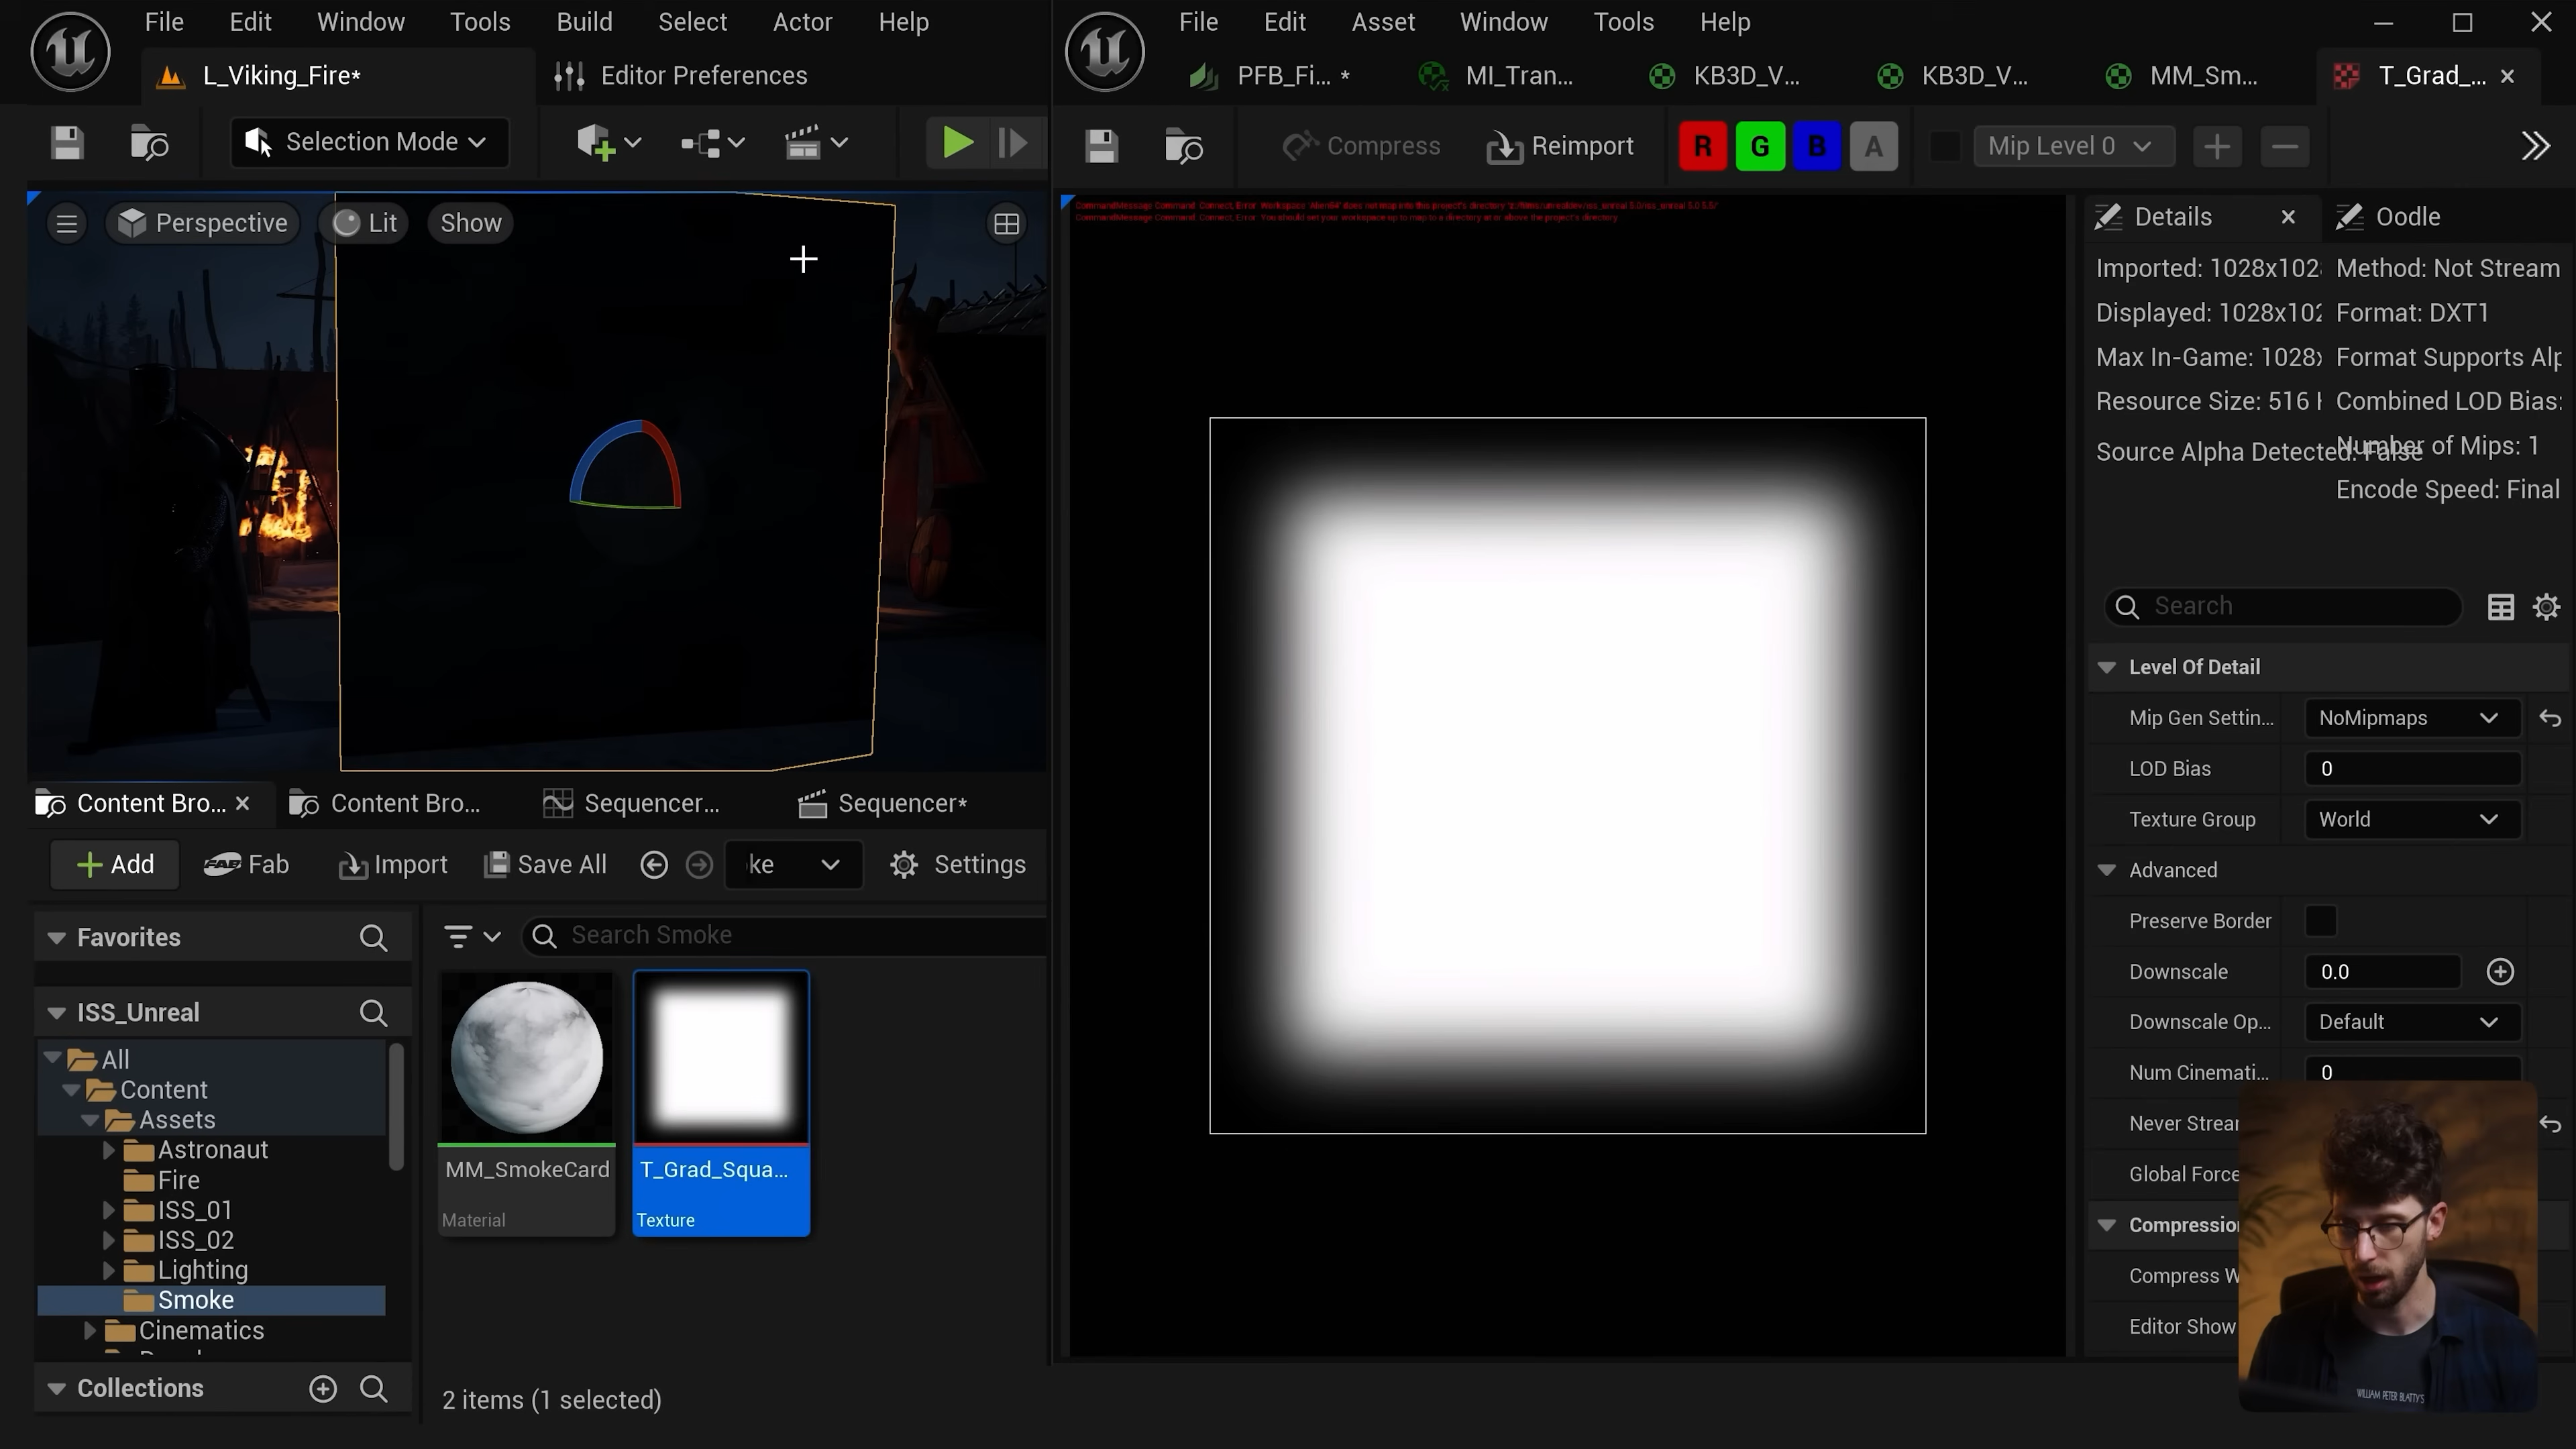 File Edit Window Tools Build Select Actor Help
L_Viking_Fire*
Editor Preferences
Selection Mode
Perspective
Lit
Show
Content Bro...
Content Bro...
Sequencer...
Sequencer*
Add
Fab
Import
Save All
ke
Settings
Favorites
Search Smoke
ISS_Unreal
All
Content
Assets
Astronaut
Fire
ISS_01
ISS_02
Lighting
Smoke
Cinematics
Collections
MM_SmokeCard
Material
T_Grad_Squa...
Texture
2 items (1 selected)
File Edit Asset Window Tools Help
PFB_Fi... *
MI_Tran...
KB3D_V...
KB3D_V...
MM_Sm...
T_Grad_...
Compress
Reimport
R
G
B
A
Mip Level 0
Details
Oodle
Imported: 1028x102
Displayed: 1028x102
Max In-Game: 1028x
Resource Size: 516
Source Alpha Detected: False
Method: Not Stream
Format: DXT1
Format Supports Alp
Combined LOD Bias:
Number of Mips: 1
Encode Speed: Final
Search
Level Of Detail
Mip Gen Settin...
NoMipmaps
LOD Bias
0
Texture Group
World
Advanced
Preserve Border
Downscale
0.0
Downscale Op...
Default
Num Cinemati...
0
Never Strear
Global Force
Compressio
Compress W
Editor Show
WILLIAM PETER BLATTY'S